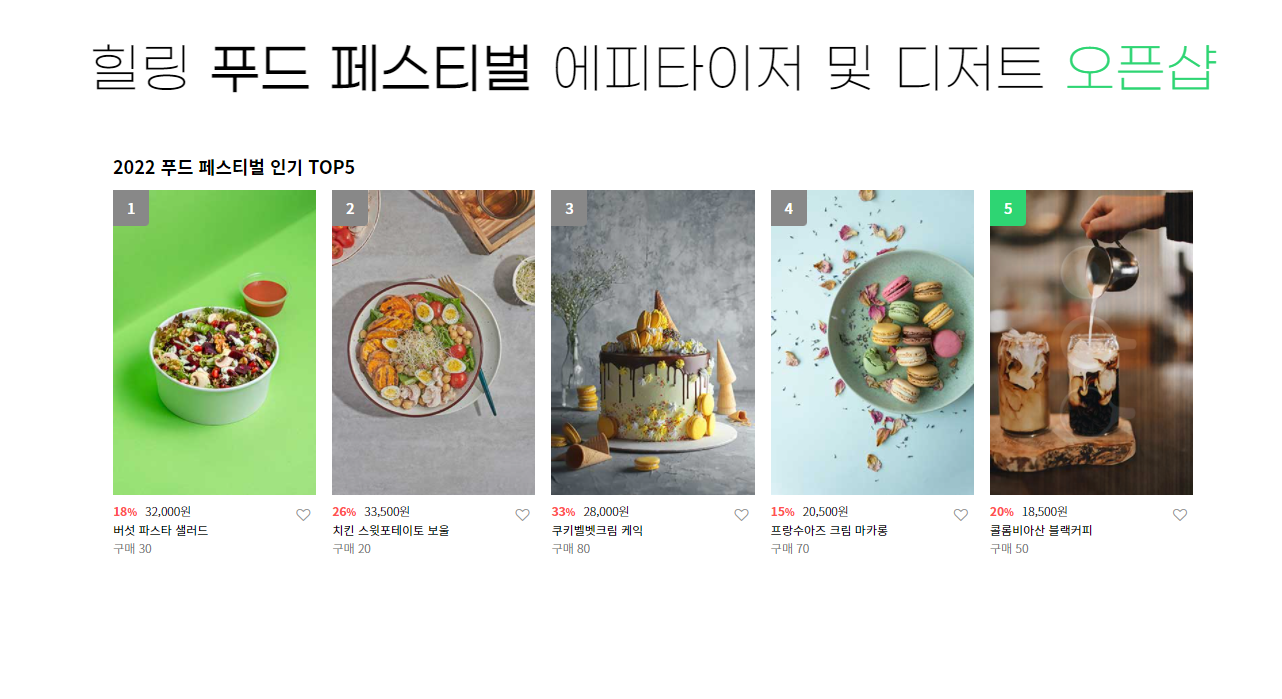 힐링 푸드 페스티벌 에피타이저 및 디저트 오픈샵
2022 푸드 페스티벌 인기 TOP5
1
18% 32,000원
버섯 파스타 샐러드
구매 30
2
26% 33,500원
치킨 스윗포테이토 보울
구매 20
3
33% 28,000원
쿠키벨벳크림 케익
구매 80
4
15% 20,500원
프랑수아즈 크림 마카롱
구매 70
5
20% 18,500원
콜롬비아산 블랙커피
구매 50